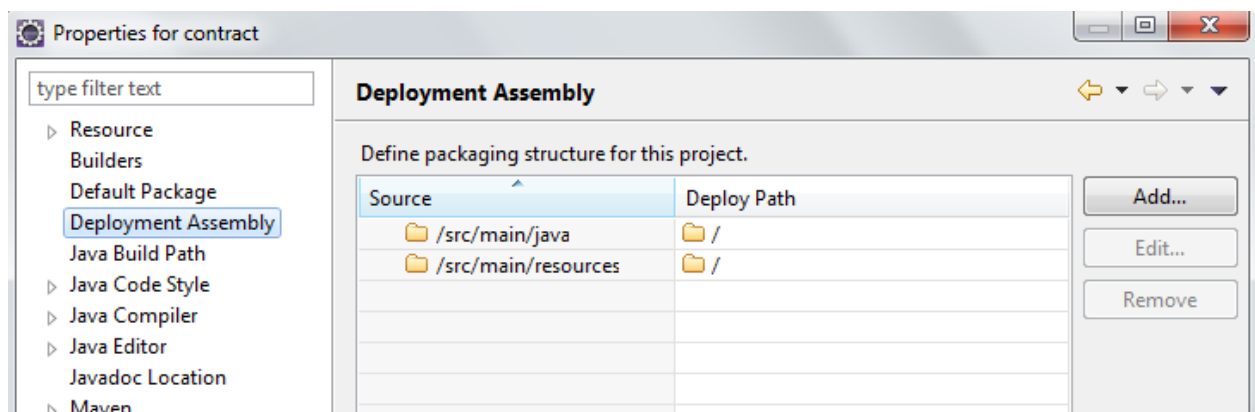 Properties for contract
type filter text
Resource
Builders
Default Package
Deployment Assembly
Java Build Path
Java Code Style
Java Compiler
Java Editor
Javadoc Location
Maven
Deployment Assembly
Define packaging structure for this project.
Source Deploy Path
/src/main/java /
/src/main/resources /
Add...
Edit...
Remove